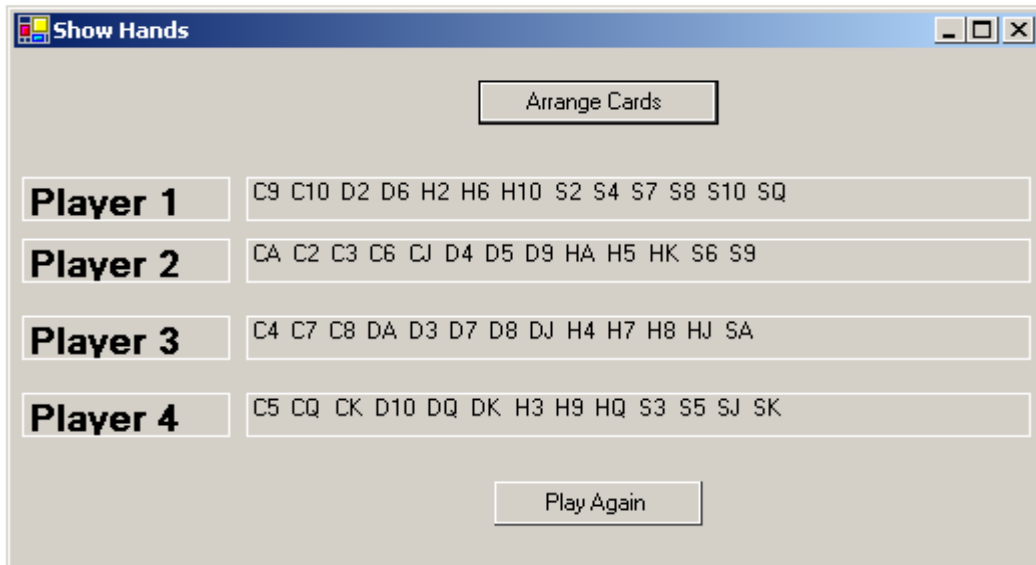 Show Hands
Arrange Cards
Player 1
C9 C10 D2 D6 H2 H6 H10 S2 S4 S7 S8 S10 SQ
Player 2
CA C2 C3 C6 CJ D4 D5 D9 HA H5 HK S6 S9
Player 3
C4 C7 C8 DA D3 D7 D8 DJ H4 H7 H8 HJ SA
Player 4
C5 CQ CK D10 DQ DK H3 H9 HQ S3 S5 SJ SK
Play Again